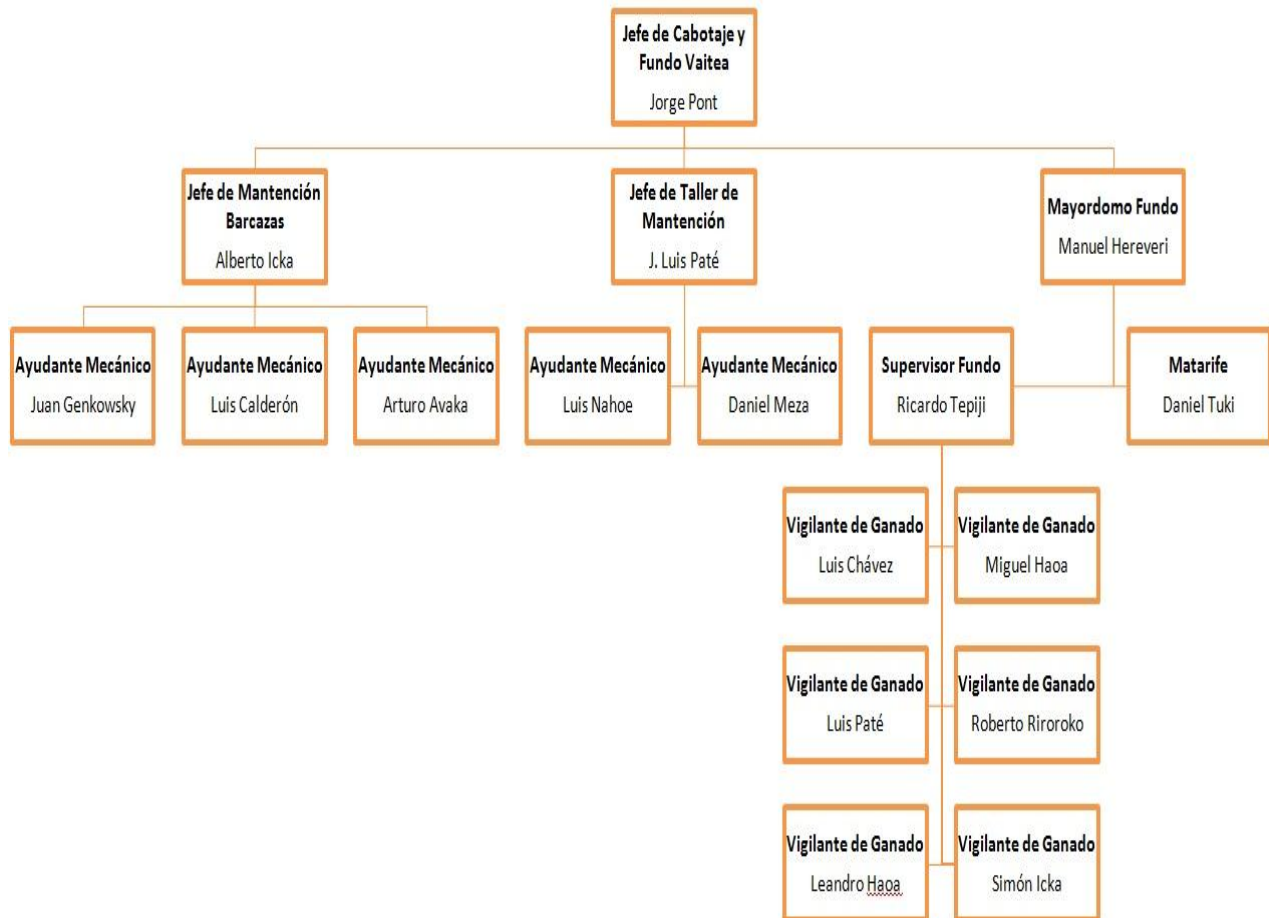 Jefe de Cabotaje y
Fundo Vaitea
Jorge Pont
Jefe de Mantención
Barcazas
Alberto Icka
Jefe de Taller de
Mantención
J. Luis Paté
Mayordomo Fundo
Manuel Hereveri
Ayudante Mecánico
Juan Genkowsky
Ayudante Mecánico
Luis Calderón
Ayudante Mecánico
Arturo Avaka
Ayudante Mecánico
Luis Nahoe
Ayudante Mecánico
Daniel Meza
Supervisor Fundo
Ricardo Tepiji
Matarife
Daniel Tuki
Vigilante de Ganado
Luis Chávez
Vigilante de Ganado
Miguel Haoa
Vigilante de Ganado
Luis Paté
Vigilante de Ganado
Roberto Riroroko
Vigilante de Ganado
Leandro Haoa
Vigilante de Ganado
Simón Icka